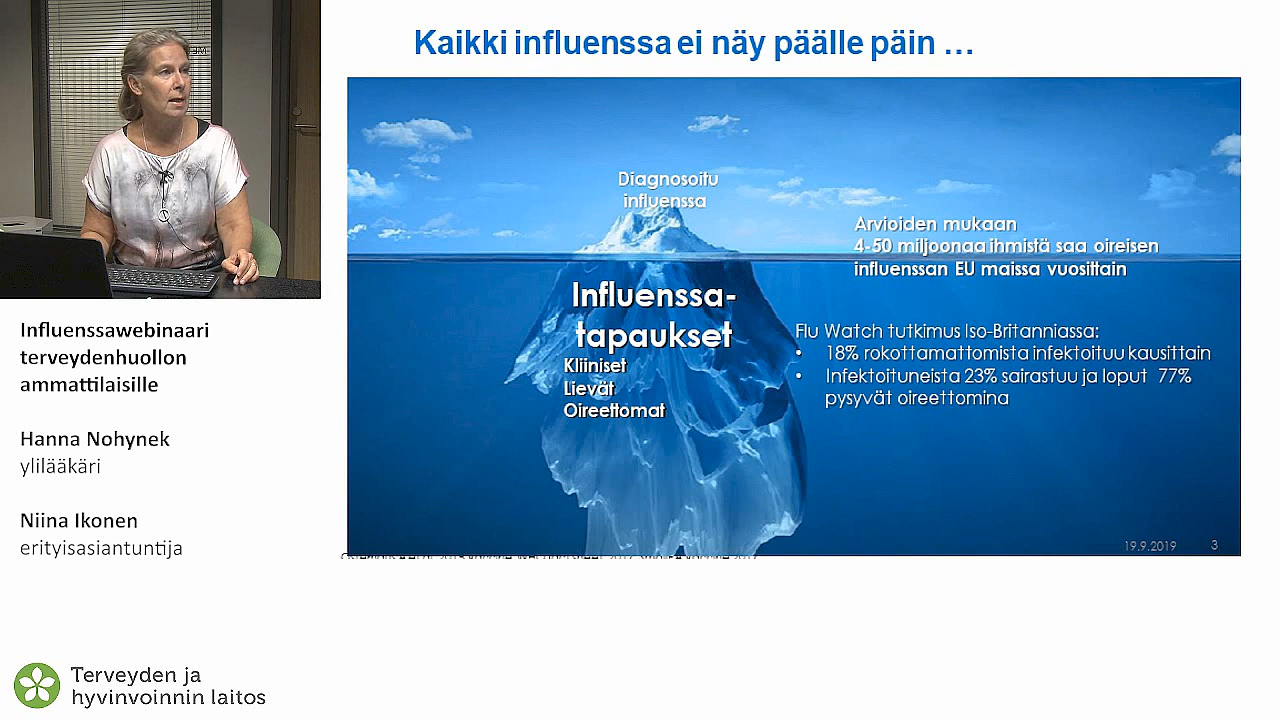 Kaikki influenssa ei näy päälle päin …
Diagnosoitu
influenssa
Arvioiden mukaan
4-50 miljoonaa ihmistä saa oireisen
influenssan EU maissa vuosittain
Influenssa-
tapaukset
Kliiniset
Lievät
Oireettomat
Flu Watch tutkimus Iso-Britanniassa:
• 18% rokottamattomista infektoituu kausittain
• Infektoituneista 23% sairastuu ja loput 77%
pysyvät oireettomina
19.9.2019 3
Influenssawebinaari
terveydenhuollon
ammattilaisille
Hanna Nohynek
ylilääkäri
Niina Ikonen
erityisasiantuntija
Terveyden ja
hyvinvoinnin laitos